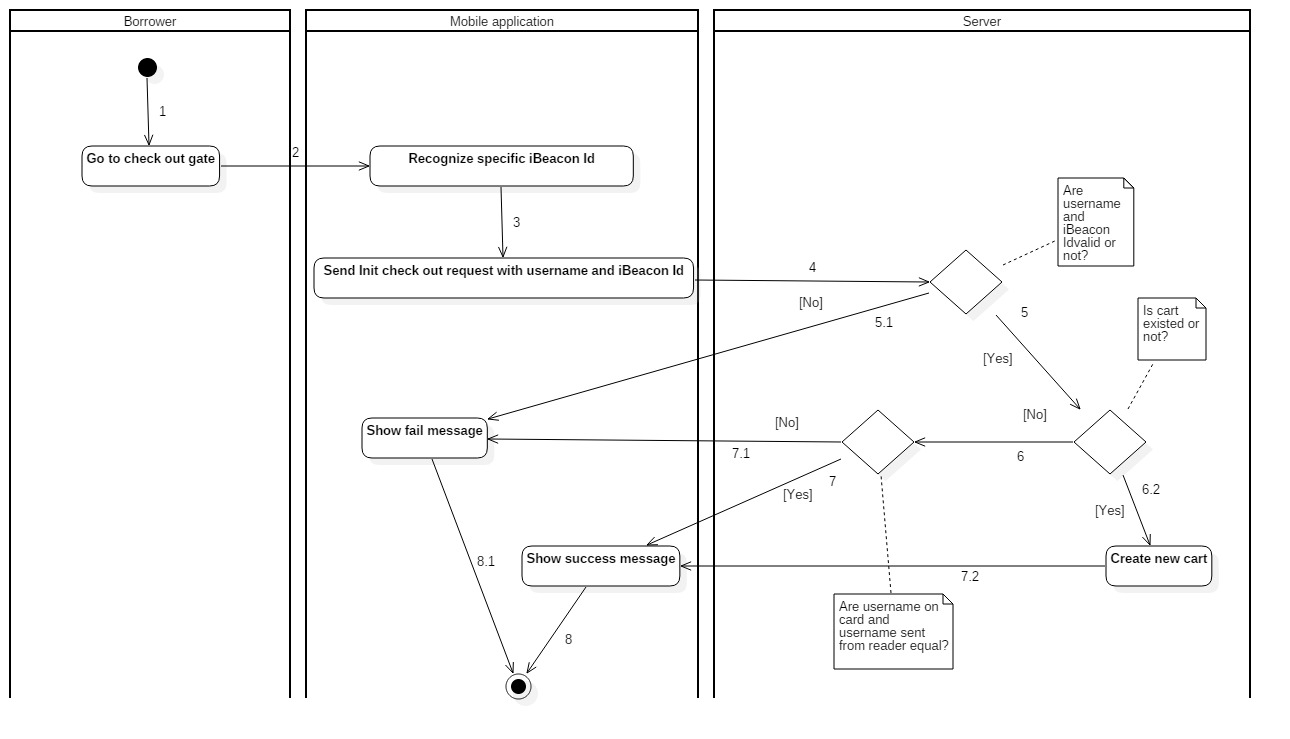 Borrower
Mobile application
Server
1
Go to check out gate
2
Recognize specific iBeacon Id
3
Send Init check out request with username and iBeacon Id
4
Are
username
and
iBeacon
Idvalid or
not?
[No]
5.1
5
[Yes]
Is cart
existed or
not?
[No]
6
Show fail message
[No]
7.1
7
[Yes]
6.2
[Yes]
8.1
Show success message
Create new cart
7.2
Are username on
card and
username sent
from reader equal?
8